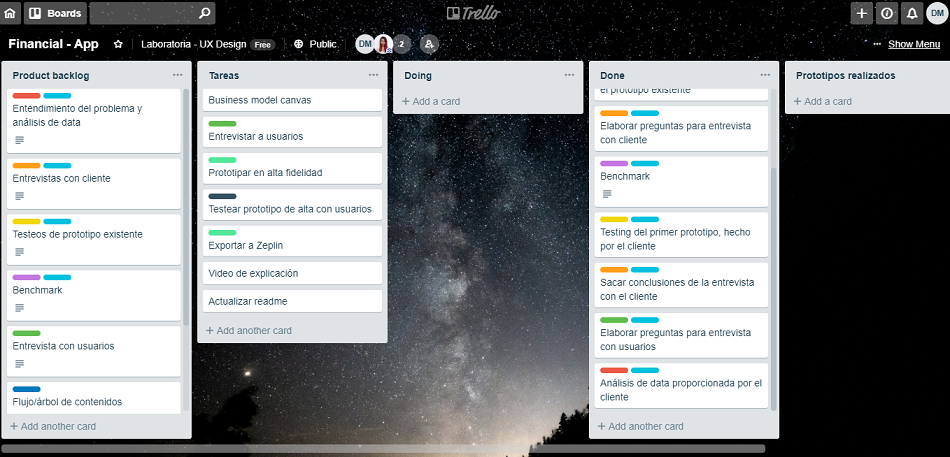 Boards
Trello
DM
Financial - App
Laboratoria - UX Design
Free
Public.
DM
2
Show Menu
Product backlog
Entendimiento del problema y
análisis de data
Entrevistas con cliente
Testeos de prototipo existente
Benchmark
Entrevista con usuarios
Flujo/árbol de contenidos
+ Add another card
Tareas
Business model canvas
Entrevistar a usuarios
Prototipar en alta fidelidad
Testear prototipo de alta con usuarios
Exportar a Zeplin
Video de explicación
Actualizar readme
+ Add another card
Doing
+ Add a card
Done
el prototipo existente
Elaborar preguntas para entrevista
con cliente
Benchmark
Testing del primer prototipo, hecho
por el cliente
Sacar conclusiones de la entrevista
con el cliente
Elaborar preguntas para entrevista
con usuarios
Análisis de data proporcionada por el
cliente
+ Add another card
Prototipos realizados
+ Add a card